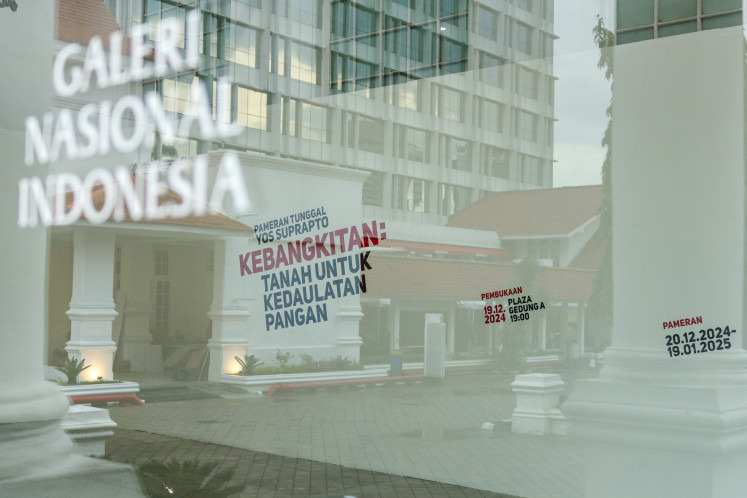 GALERI
NASIONAL
INDONESIA
PAMERAN TUNGGAL
YOS SUPRAPTO
KEBANGKITAN:
TANAH UNTUK
KEDAULATAN
PANGAN
PEMBUKAAN
19.12.
2024
PLAZA
GEDUNG A
19:00
PAMERAN
20.12.2024-
19.01.2025